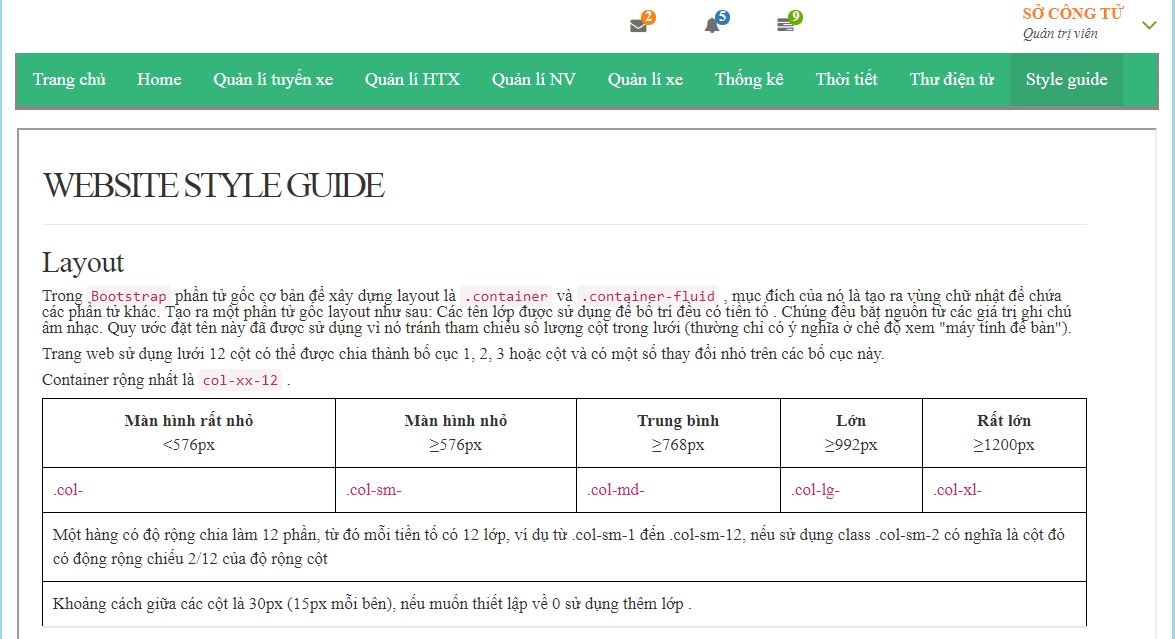 2 5 9 SỞ CÔNG TỬ
Quản trị viên
Trang chủ Home Quản lí tuyến xe Quản lí HTX Quản lí NV Quản lí xe Thống kê Thời tiết Thư điện tử Style guide
WEBSITE STYLE GUIDE
Layout
Trong Bootstrap phần tử gốc cơ bản để xây dựng layout là .container và .container-fluid , mục đích của nó là tạo ra vùng chữ nhật để chứa
các phần tử khác. Tạo ra một phần tử gốc layout như sau: Các tên lớp được sử dụng để bố trí đều có tiền tố . Chúng đều bắt nguồn từ các giá trị ghi chú
âm nhạc. Quy ước đặt tên này đã được sử dụng vì nó tránh tham chiếu số lượng cột trong lưới (thường chỉ có ý nghĩa ở chế độ xem "máy tính để bàn").
Trang web sử dụng lưới 12 cột có thể được chia thành bố cục 1, 2, 3 hoặc cột và có một số thay đổi nhỏ trên các bố cục này.
Container rộng nhất là col-xx-12 .
Màn hình rất nhỏ Màn hình nhỏ Trung bình Lớn Rất lớn
<576px ≥576px ≥768px ≥992px ≥1200px
.col- .col-sm- .col-md- .col-lg- .col-xl-
Một hàng có độ rộng chia làm 12 phần, từ đó mỗi tiền tố có 12 lớp, ví dụ từ .col-sm-1 đến .col-sm-12, nếu sử dụng class .col-sm-2 có nghĩa là cột đó
có động rộng chiếu 2/12 của độ rộng cột
Khoảng cách giữa các cột là 30px (15px mỗi bên), nếu muốn thiết lập về 0 sử dụng thêm lớp .